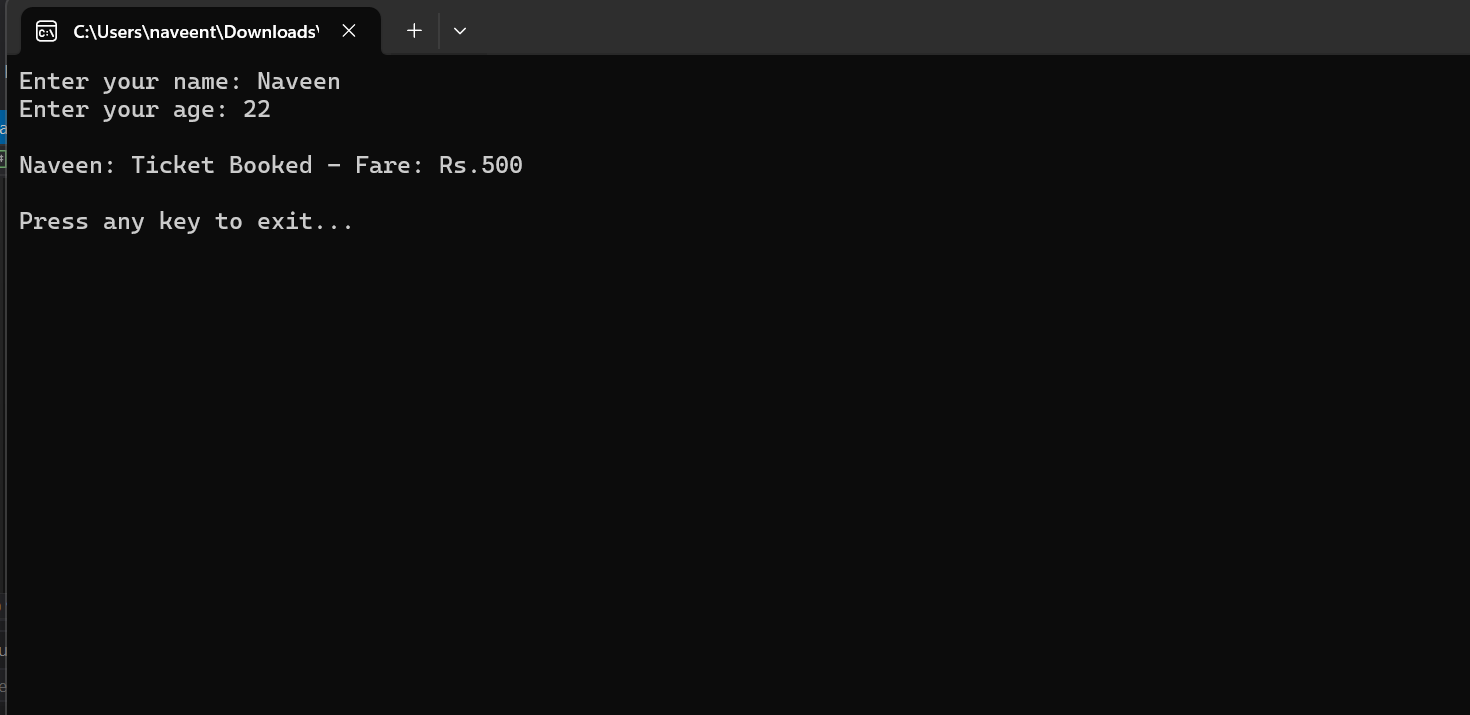 C:\Users\naveent\Downloads\
Enter your name: Naveen
Enter your age: 22
Naveen: Ticket Booked - Fare: Rs.500
Press any key to exit...